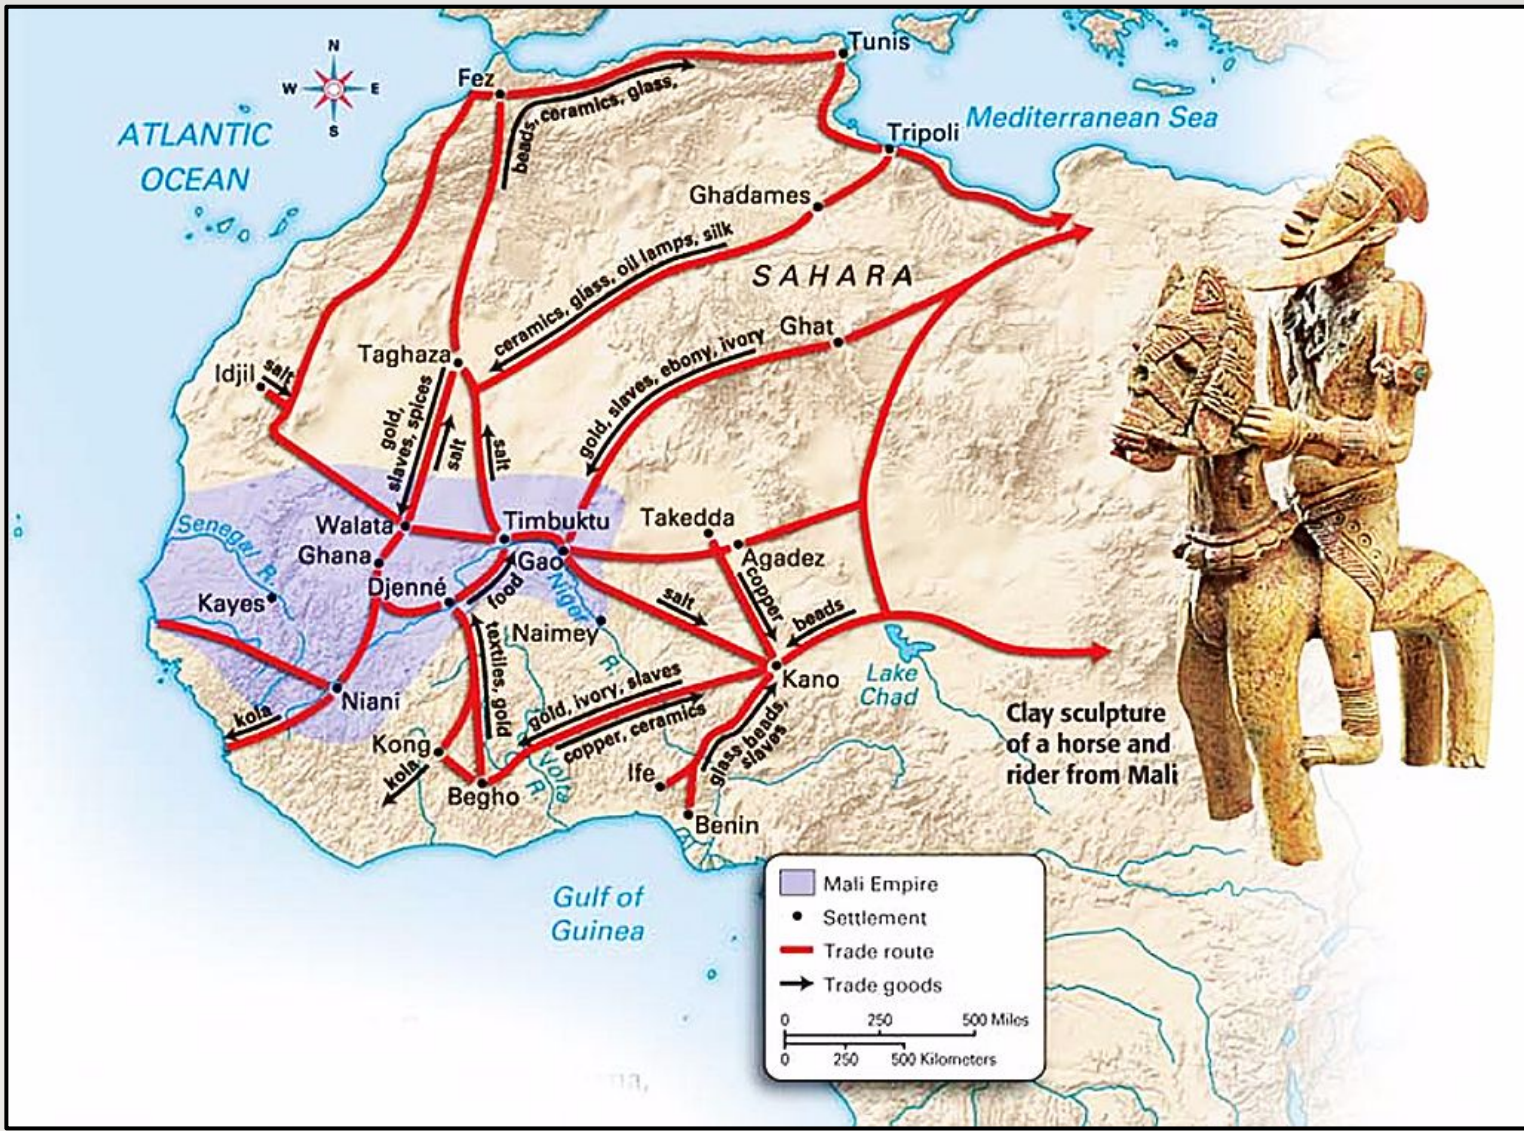 Tunis
N
W E
S
Fez
beads, ceramics, glass,
Mediterranean Sea
Tripoli
ATLANTIC
OCEAN
Ghadames
ceramics, glass, oil lamps, silk
SAHARA
Ghat
gold, slaves, ebony, ivory
Taghaza
Idjil
salt
gold,
slaves, spices
salt
salt
Walata
Timbuktu
Takedda
Senegal R.
Ghana
Gao
Agadez
Djenné
food
Niger
R.
copper
Kayes
salt
beads
Naimey
textiles, gold
Kano
Lake
Chad
Niani
gold, ivory, slaves
copper, ceramics
kola
Kong
kola
Volta
R.
Ife
glass beads,
slaves
Begho
Benin
Clay sculpture
of a horse and
rider from Mali
Gulf of
Guinea
Mali Empire
Settlement
Trade route
Trade goods
0 250 500 Miles
0 250 500 Kilometers